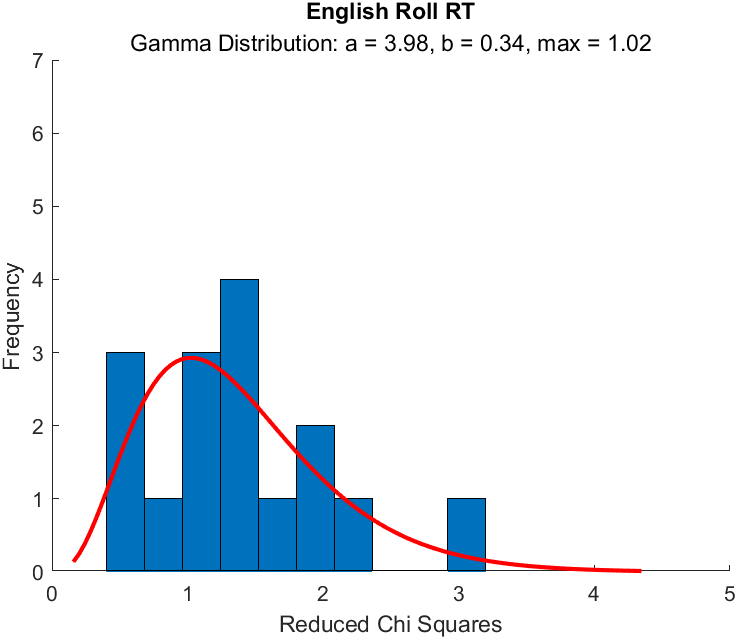 English Roll RT
Gamma Distribution: a = 3.98, b = 0.34, max = 1.02
7
6
5
4
3
2
1
0
Frequency
0 1 2 3 4 5
Reduced Chi Squares